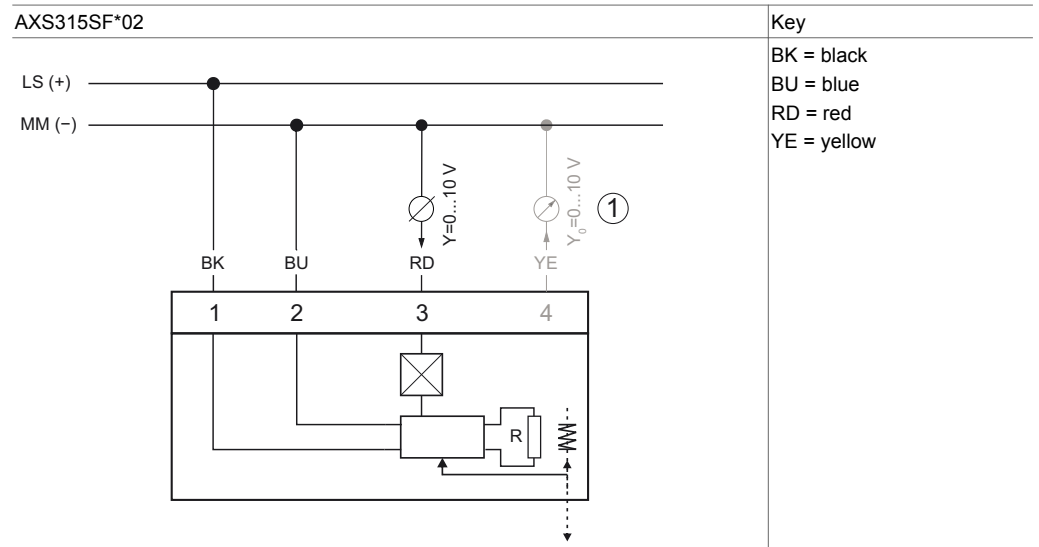 AXS315SF*02
Key
BK = black
BU = blue
RD = red
YE = yellow
LS (+)
MM (−)
Y=0...10 V
Y₀=0...10 V
1
BK BU RD YE
1 2 3 4
R